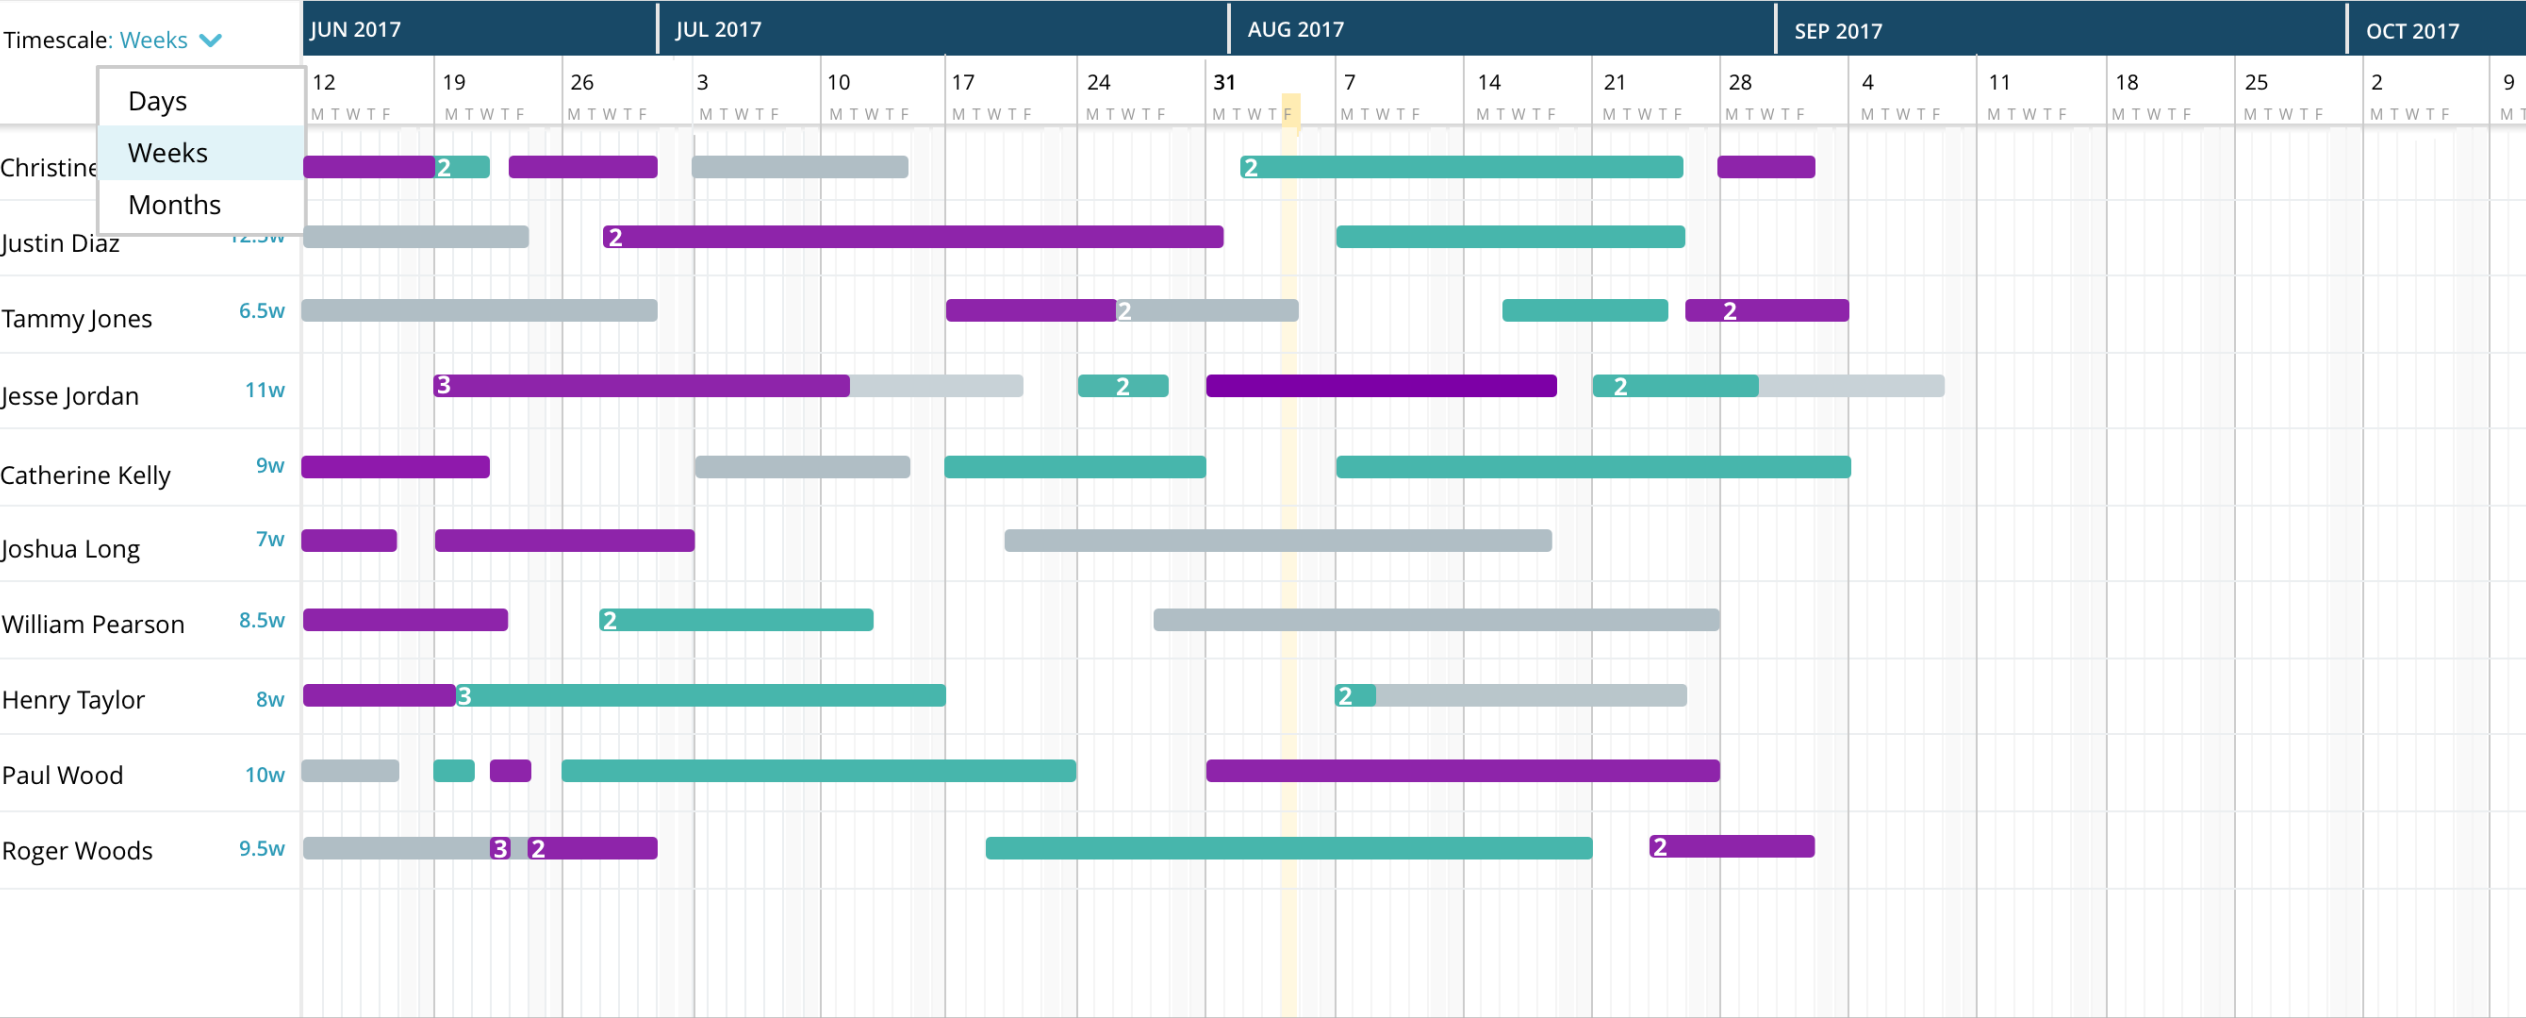 JUN 2017 JUL 2017 AUG 2017 SEP 2017 OCT 2017
Timescale: Weeks
12 19 26 3 10 17 24 31 7 14 21 28 4 11 18 25 2 9
M T W T F M T W T F M T W T F M T W T F M T W T F M T W T F M T W T F M T W T F M T W T F M T W T F M T W T F M T W T F M T W T F M T W T F M T W T F M T W T F M T W T F M T
Days
Weeks
Months
Christine 2 2
Justin Diaz 12.5w 2
Tammy Jones 6.5w 2 2
Jesse Jordan 11w 3 2 2
Catherine Kelly 9w
Joshua Long 7w
William Pearson 8.5w 2
Henry Taylor 8w 3 2
Paul Wood 10w
Roger Woods 9.5w 3 2 2